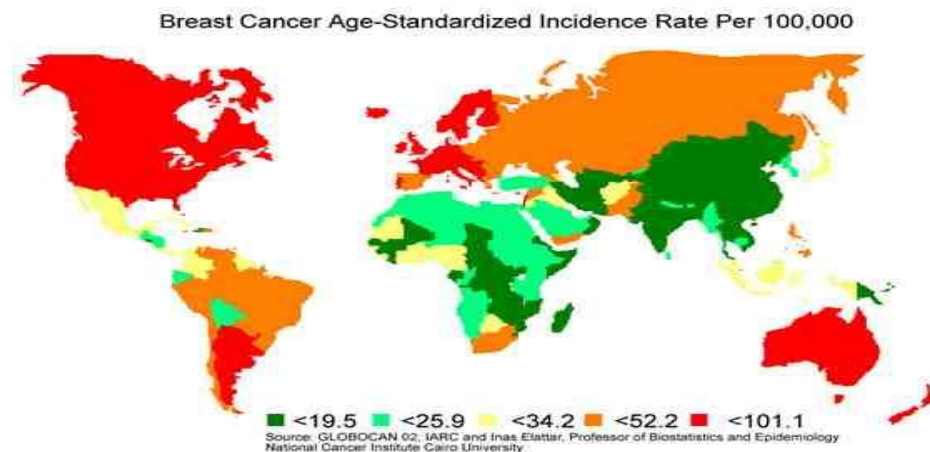 Breast Cancer Age-Standardized Incidence Rate Per 100,000
<19.5 <25.9 <34.2 <52.2 <101.1
Source: GLOBOCAN 02, IARC and Inas Elattar, Professor of Biostatistics and Epidemiology
National Cancer Institute Cairo University